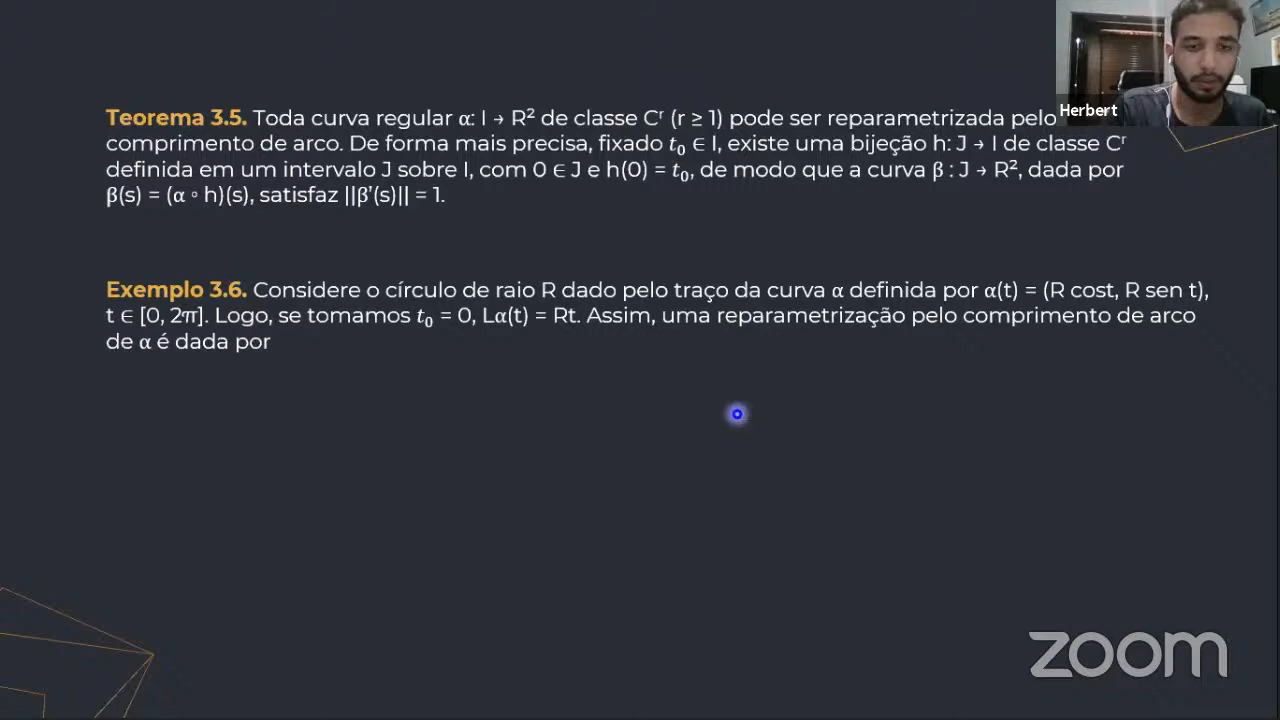 Herbert
Teorema 3.5. Toda curva regular α: I → R² de classe Cʳ (r ≥ 1) pode ser reparametrizada pelo
comprimento de arco. De forma mais precisa, fixado t₀ ∈ I, existe uma bijeção h: J → I de classe Cʳ
definida em um intervalo J sobre I, com 0 ∈ J e h(0) = t₀, de modo que a curva β : J → R², dada por
β(s) = (α ∘ h)(s), satisfaz ||β'(s)|| = 1.
Exemplo 3.6. Considere o círculo de raio R dado pelo traço da curva α definida por α(t) = (R cost, R sen t),
t ∈ [0, 2π]. Logo, se tomamos t₀ = 0, Lα(t) = Rt. Assim, uma reparametrização pelo comprimento de arco
de α é dada por
zoom